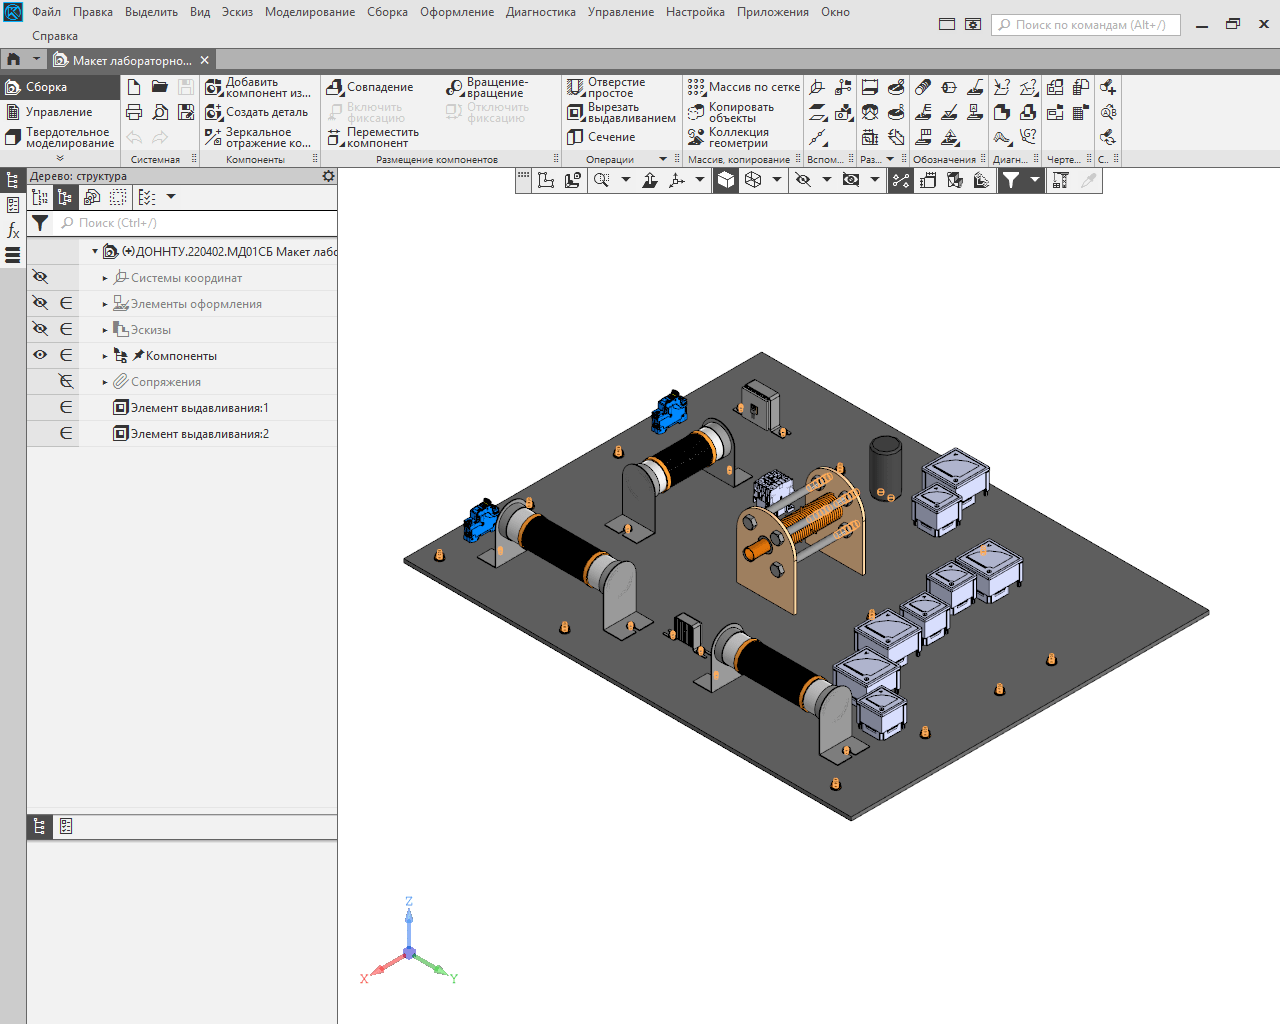 Файл Правка Выделить Вид Эскиз Моделирование Сборка Оформление Диагностика Управление Настройка Приложения Окно
Справка
Поиск по командам (Alt+/)
Макет лабораторно...
Сборка
Управление
Твердотельное моделирование
Системная
Добавить компонент из...
Создать деталь
Зеркальное отражение ко...
Компоненты
Совпадение
Включить фиксацию
Переместить компонент
Вращение-вращение
Отключить фиксацию
Размещение компонентов
Отверстие простое
Вырезать выдавливанием
Сечение
Операции
Массив по сетке
Копировать объекты
Коллекция геометрии
Массив, копирование
Вспом...
Раз...
Обозначения
Диагн...
Черте...
С...
Дерево: структура
Поиск (Ctrl+/)
(+)ДОННТУ.220402.МД01СБ Макет лабо
Системы координат
Элементы оформления
Эскизы
Компоненты
Сопряжения
Элемент выдавливания:1
Элемент выдавливания:2
Z
X
Y